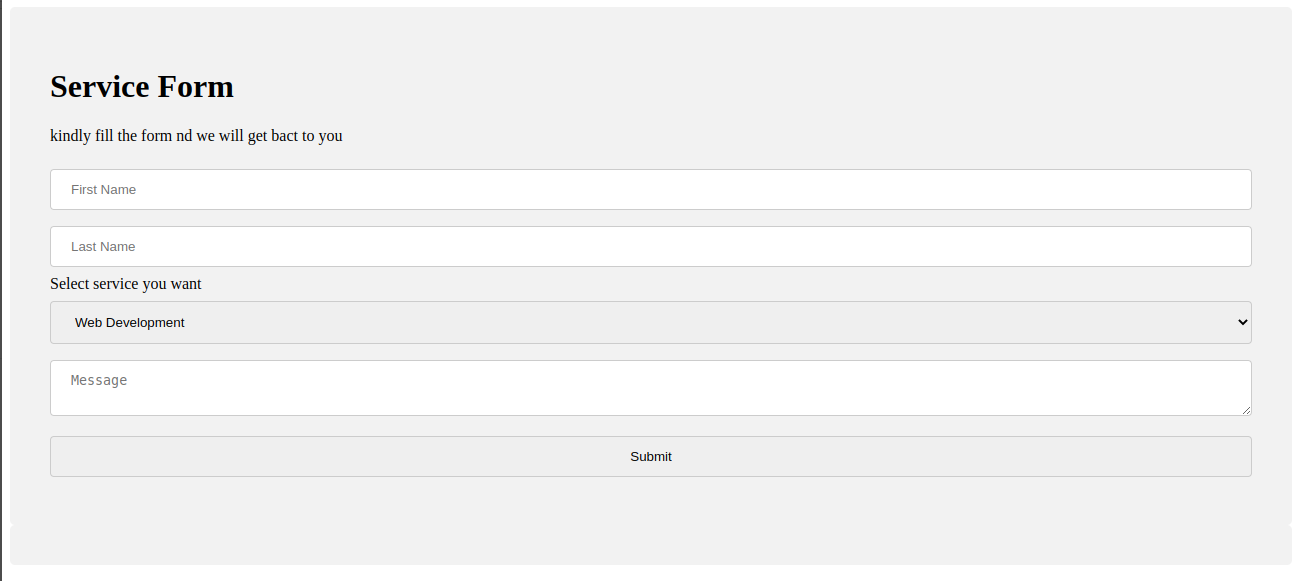 Service Form
kindly fill the form nd we will get bact to you
First Name
Last Name
Select service you want
Web Development
Message
Submit